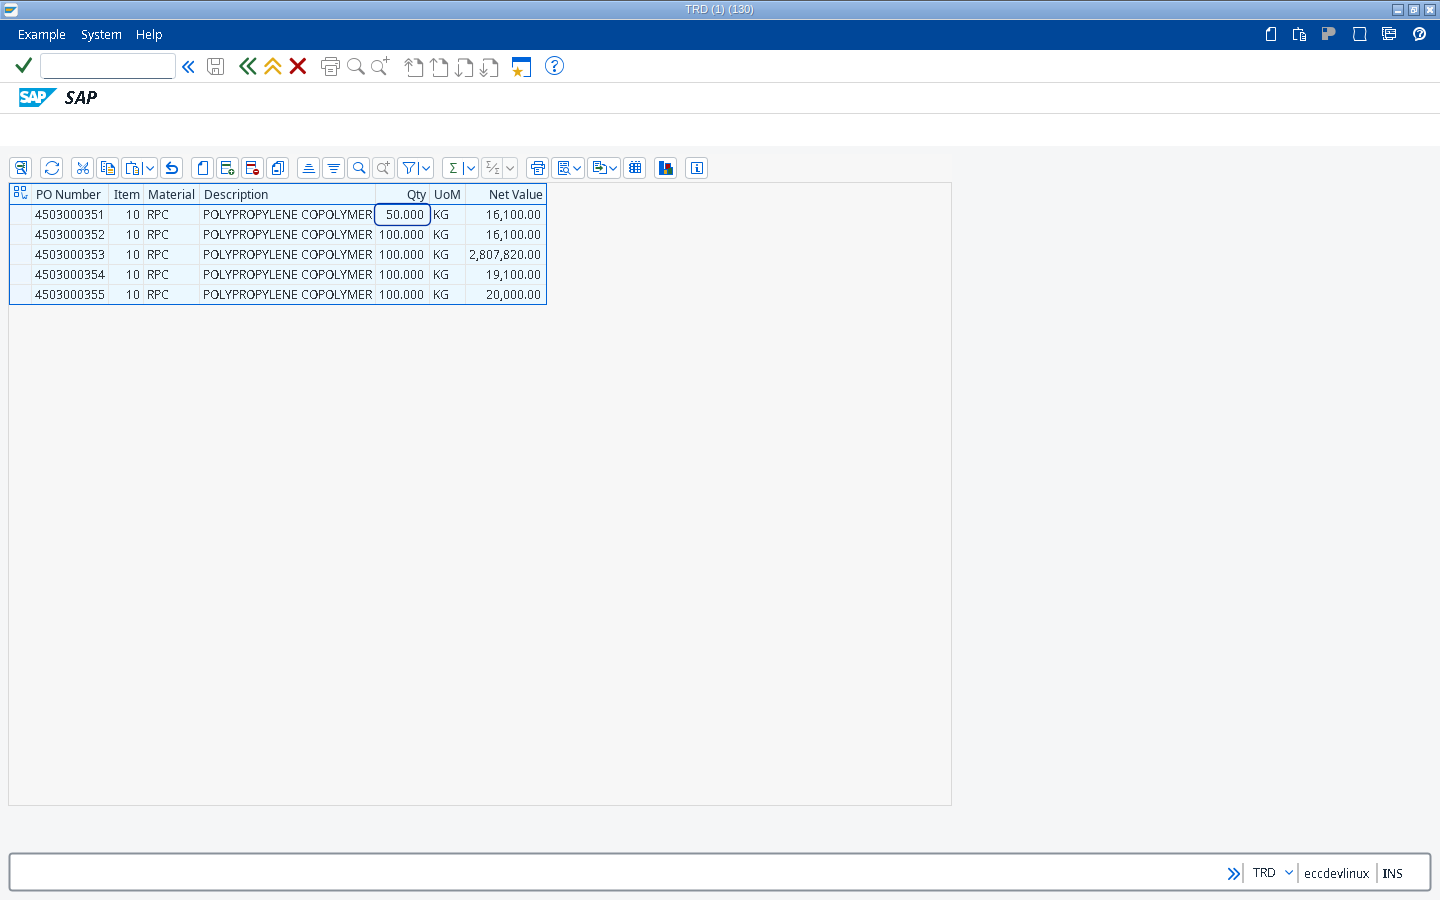 TRD (1) (130)
Example System Help
SAP SAP
PO Number Item Material Description Qty UoM Net Value
4503000351 10 RPC POLYPROPYLENE COPOLYMER 50.000 KG 16,100.00
4503000352 10 RPC POLYPROPYLENE COPOLYMER 100.000 KG 16,100.00
4503000353 10 RPC POLYPROPYLENE COPOLYMER 100.000 KG 2,807,820.00
4503000354 10 RPC POLYPROPYLENE COPOLYMER 100.000 KG 19,100.00
4503000355 10 RPC POLYPROPYLENE COPOLYMER 100.000 KG 20,000.00
TRD eccdevlinux INS